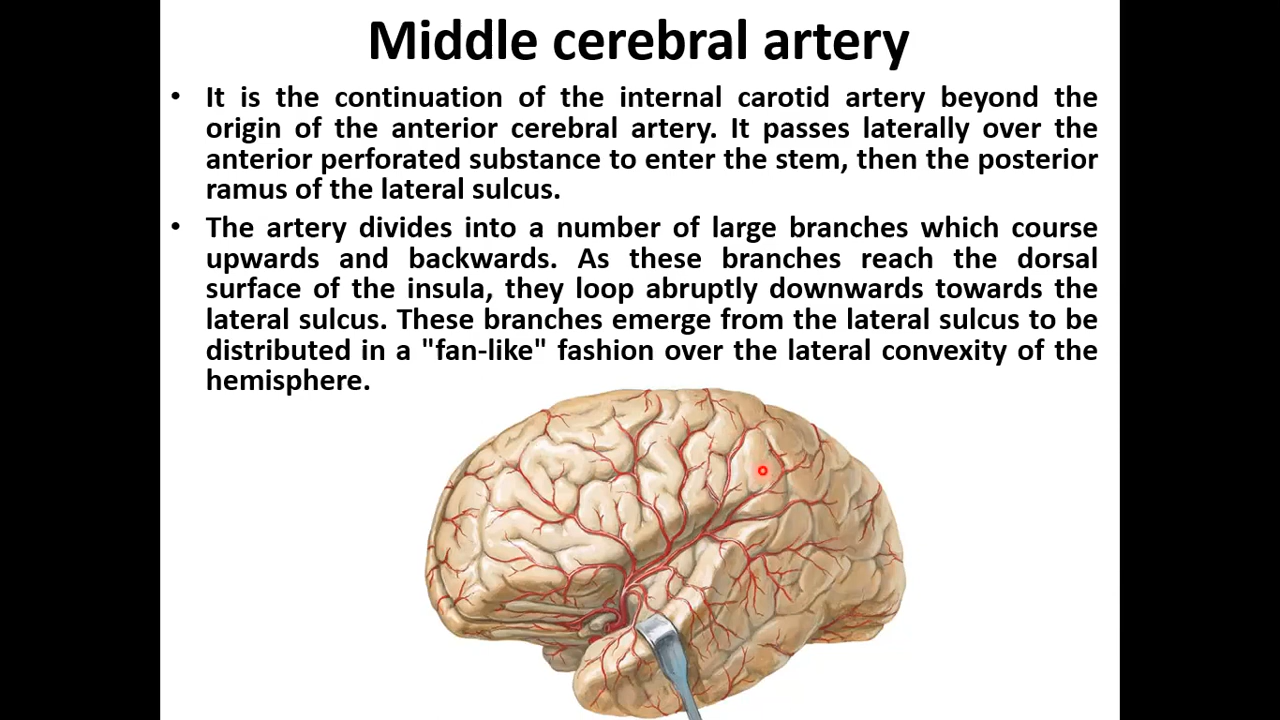 Middle cerebral artery
• It is the continuation of the internal carotid artery beyond the
origin of the anterior cerebral artery. It passes laterally over the
anterior perforated substance to enter the stem, then the posterior
ramus of the lateral sulcus.
• The artery divides into a number of large branches which course
upwards and backwards. As these branches reach the dorsal
surface of the insula, they loop abruptly downwards towards the
lateral sulcus. These branches emerge from the lateral sulcus to be
distributed in a "fan-like" fashion over the lateral convexity of the
hemisphere.